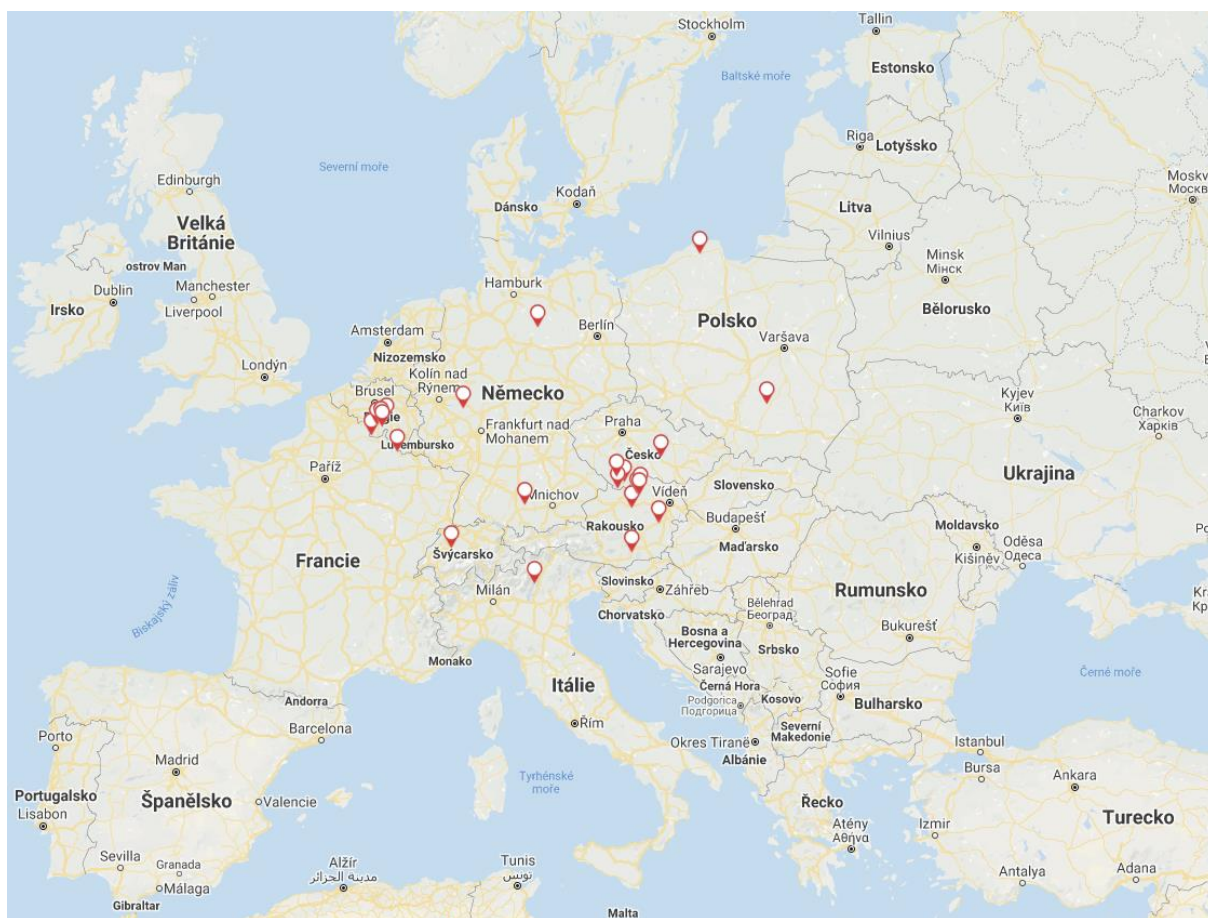 Stockholm
Tallin
Estonsko
Baltské moře
Riga
Lotyšsko
Severní moře
Edinburgh
Kodaň
Dánsko
Litva
Vilnius
Velká
Británie
ostrov Man
Minsk
Мінск
Bělorusko
Hamburk
Dublin
Irsko
Manchester
Liverpool
Polsko
Berlín
Varšava
Amsterdam
Nizozemsko
Londýn
Kolín nad
Rýnem
Německo
Brusel
Kyjev
Київ
Charkov
Харків
Praha
Frankfurt nad
Mohanem
Česko
Paříž
Ukrajina
Slovensko
Mnichov
Vídeň
Rakousko
Budapešť
Maďarsko
Moldavsko
Kišiněv
Oděsa
Одеса
Francie
Švýcarsko
Slovinsko
Záhřeb
Milán
Chorvatsko
Rumunsko
Bělehrad
Београд
Biskajský záliv
Bosna a
Hercegovina
Bukurešť
Monako
Sarajevo
Srbsko
Itálie
Černá Hora
Sofie
София
Kosovo
Černé moře
Andorra
Podgorica
Подгорица
Bulharsko
Řím
Severní
Makedonie
Porto
Barcelona
Okres Tiranë
Albánie
Istanbul
Madrid
Tyrhénské
moře
Bursa
Ankara
Portugalsko
Španělsko
Valencie
Řecko
Lisabon
Izmir
Turecko
Atény
Αθήνα
Sevilla
Granada
Alžír
مدينة الجزائر
Tunis
تونس
Antalya
Adana
Málaga
Gibraltar
Malta